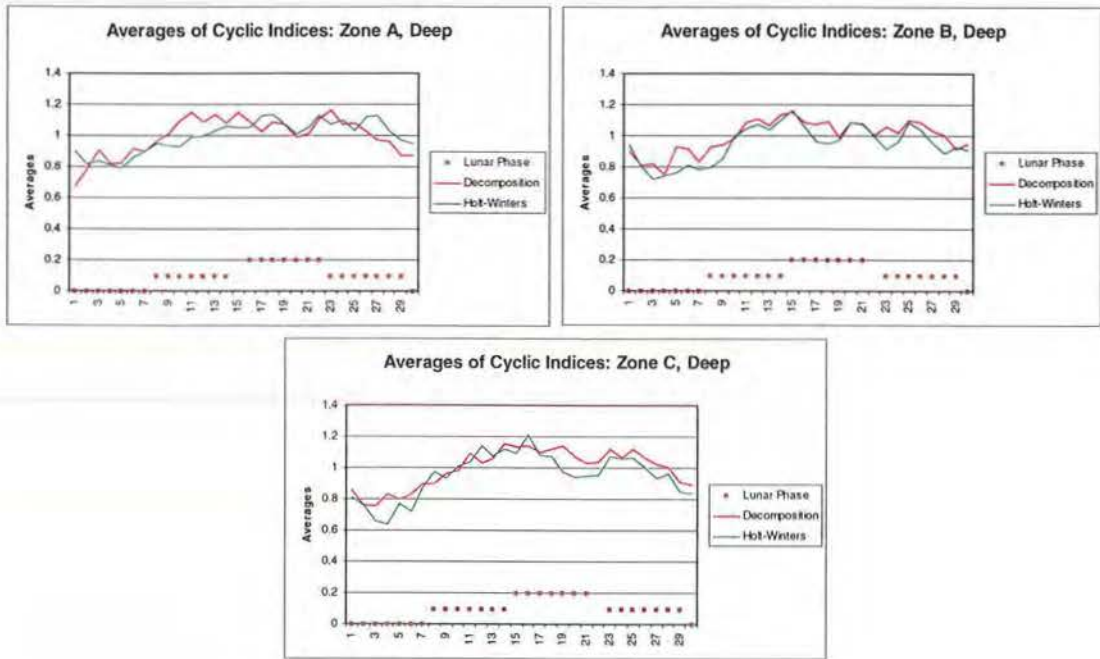 Averages of Cyclic Indices: Zone A, Deep
Averages
1.4
1.2
1
0.8
0.6
0.4
0.2
0
1 3 5 7 9 11 13 15 17 19 21 23 25 27 29
Lunar Phase
Decomposition
Holt-Winters
Averages of Cyclic Indices: Zone B, Deep
Averages
1.4
1.2
1
0.8
0.6
0.4
0.2
0
1 3 5 7 9 11 13 15 17 19 21 23 25 27 29
Lunar Phase
Decomposition
Holt-Winters
Averages of Cyclic Indices: Zone C, Deep
Averages
1.4
1.2
1
0.8
0.6
0.4
0.2
0
1 3 5 7 9 11 13 15 17 19 21 23 25 27 29
Lunar Phase
Decomposition
Holt-Winters